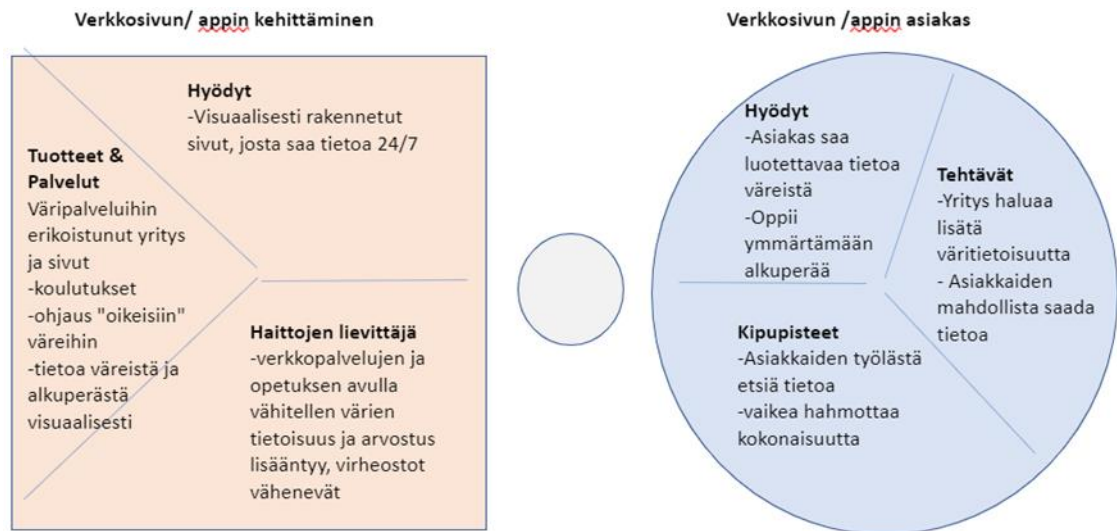 Verkkosivun/ appin kehittäminen
Hyödyt
-Visuaalisesti rakennetut
sivut, josta saa tietoa 24/7
Tuotteet &
Palvelut
Väripalveluihin
erikoistunut yritys
ja sivut
-koulutukset
-ohjaus "oikeisiin"
väreihin
-tietoa väreistä ja
alkuperästä
visuaalisesti
Haittojen lievittäjä
-verkkopalvelujen ja
opetuksen avulla
vähitellen värien
tietoisuus ja arvostus
lisääntyy, virheostot
vähenevät
Verkkosivun /appin asiakas
Hyödyt
-Asiakas saa
luotettavaa tietoa
väreistä
-Oppii
ymmärtämään
alkuperää
Tehtävät
-Yritys haluaa
lisätä
väritietoisuutta
- Asiakkaiden
mahdollista saada
tietoa
Kipupisteet
-Asiakkaiden työlästä
etsiä tietoa
-vaikea hahmottaa
kokonaisuutta